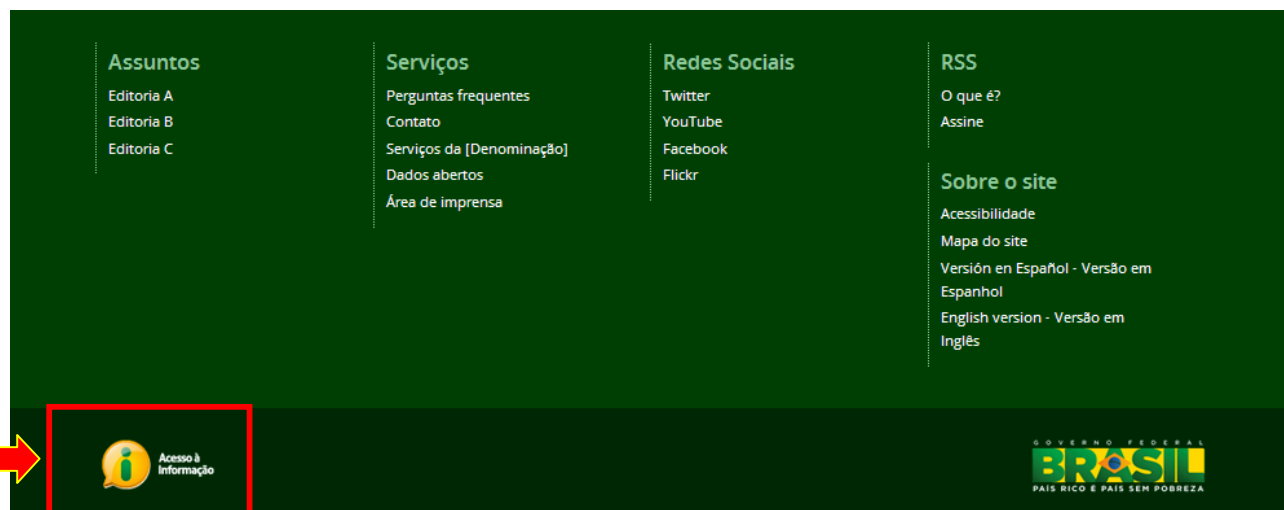 Assuntos
Editoria A
Editoria B
Editoria C
Serviços
Perguntas frequentes
Contato
Serviços da [Denominação]
Dados abertos
Área de imprensa
Redes Sociais
Twitter
YouTube
Facebook
Flickr
RSS
O que é?
Assine
Sobre o site
Acessibilidade
Mapa do site
Versión en Español - Versão em
Espanhol
English version - Versão em
Inglês
i
Acesso à
Informação
GOVERNO FEDERAL
BRASIL
PAÍS RICO É PAÍS SEM POBREZA